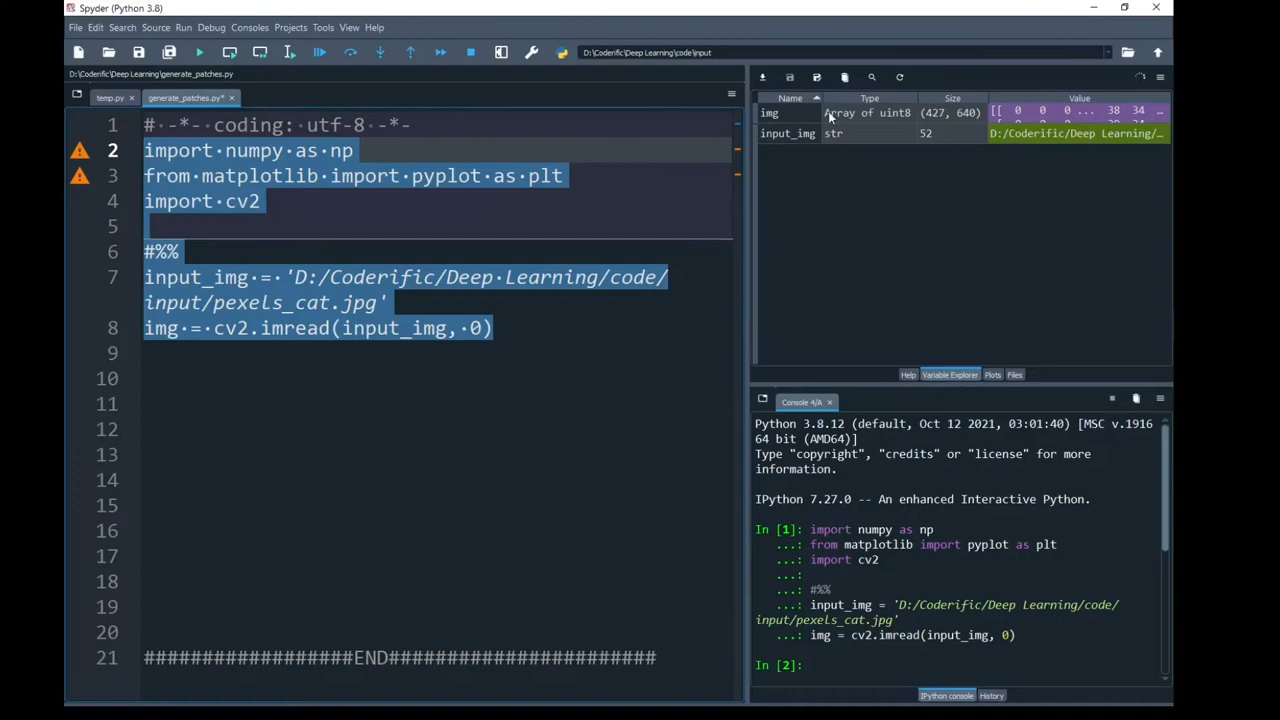 Spyder (Python 3.8)
File Edit Search Source Run Debug Consoles Projects Tools View Help
D:\Coderific\Deep Learning\code\input
D:\Coderific\Deep Learning\generate_patches.py
temp.py
generate_patches.py*
1 # -*- coding: utf-8 -*-
2 import numpy as np
3 from matplotlib import pyplot as plt
4 import cv2
5
6 #%%
7 input_img = 'D:/Coderific/Deep Learning/code/
input/pexels_cat.jpg'
8 img = cv2.imread(input_img, 0)
9
10
11
12
13
14
15
16
17
18
19
20
21 ##################END#######################
Name Type Size Value
img Array of uint8 (427, 640) [[ 0 0 0 ... 38 34 ...
input_img str 52 D:/Coderific/Deep Learning/...
Help Variable Explorer Plots Files
Console 4/A
Python 3.8.12 (default, Oct 12 2021, 03:01:40) [MSC v.1916
64 bit (AMD64)]
Type "copyright", "credits" or "license" for more
information.
IPython 7.27.0 -- An enhanced Interactive Python.
In [1]: import numpy as np
...: from matplotlib import pyplot as plt
...: import cv2
...:
...: #%%
...: input_img = 'D:/Coderific/Deep Learning/code/
input/pexels_cat.jpg'
...: img = cv2.imread(input_img, 0)
In [2]:
IPython console History